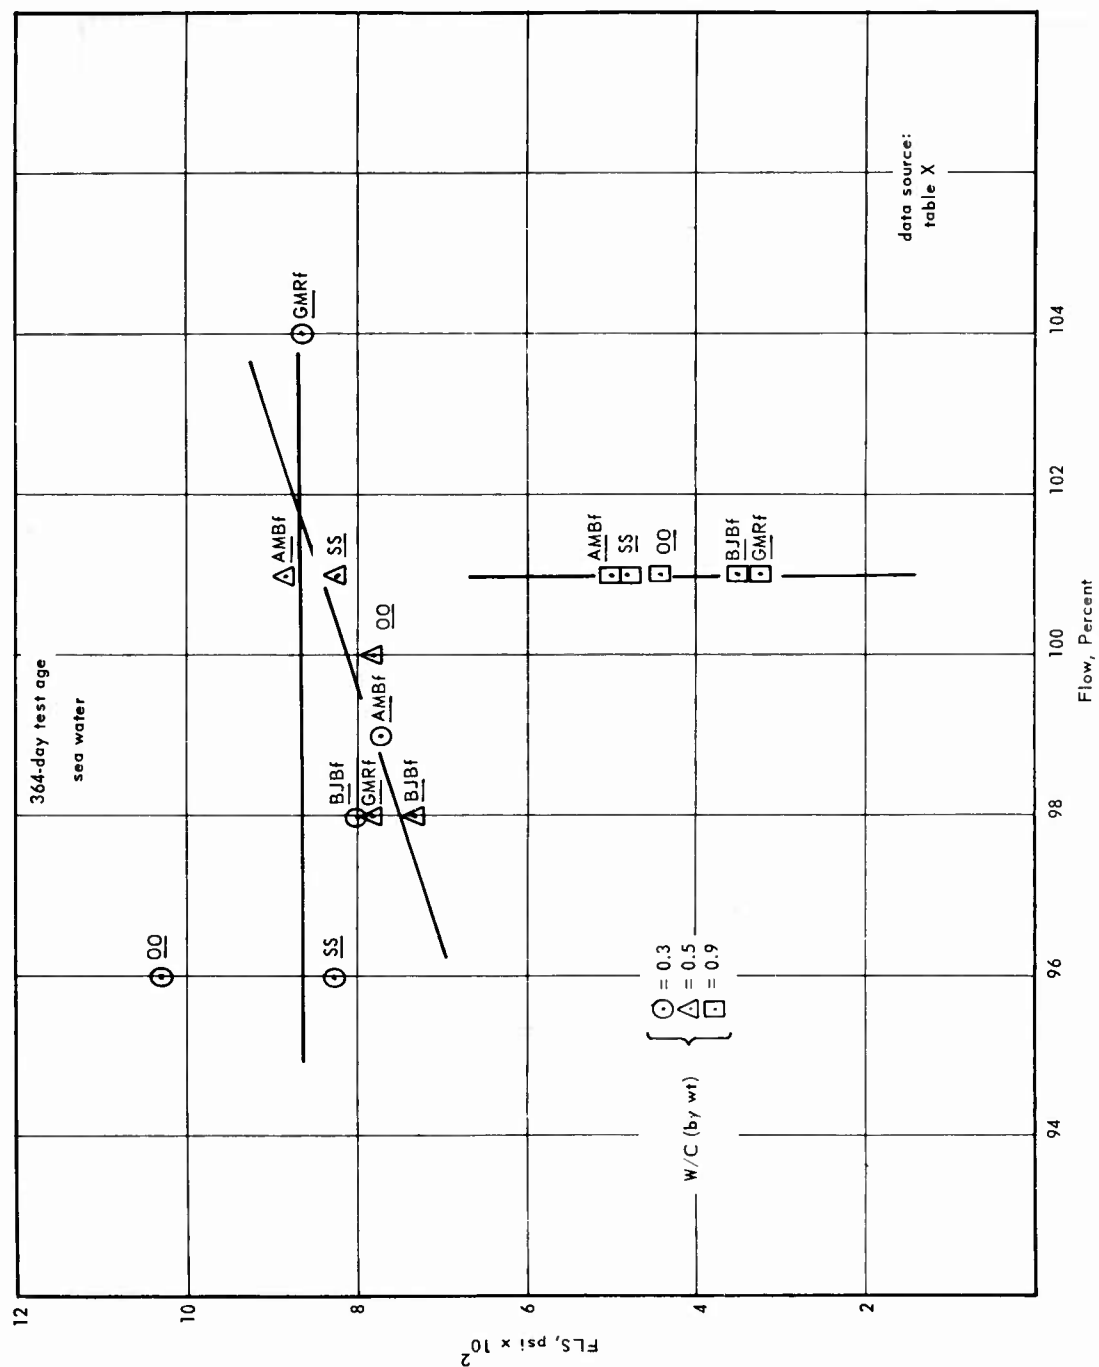 364-day test age
sea water
12
10
8
6
4
2
FLS, psi x 10²
94
96
98
100
102
104
Flow, Percent
OO
SS
BJBf
GMRf
BJBf
AMBf
OO
AMBf
SS
GMRf
AMBf
SS
OO
BJBf
GMRf
W/C (by wt)
= 0.3
= 0.5
= 0.9
data source:
table X